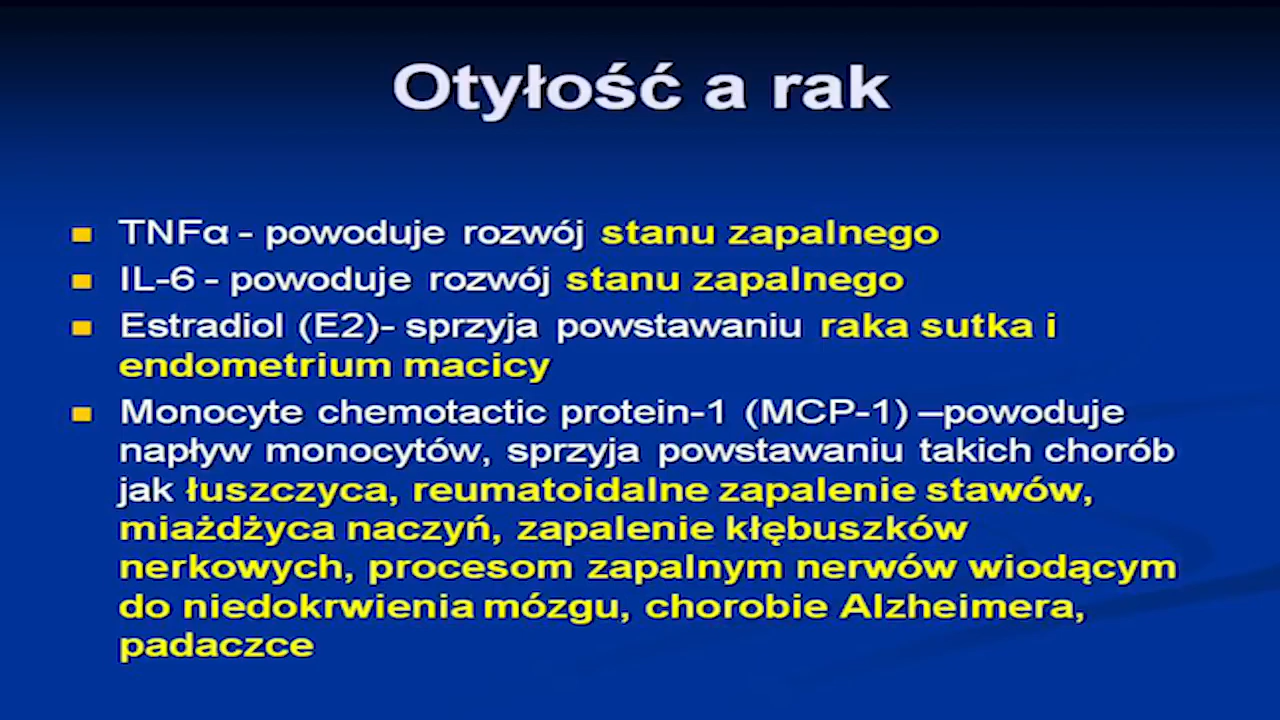 Otyłość a rak
TNFα - powoduje rozwój stanu zapalnego
IL-6 - powoduje rozwój stanu zapalnego
Estradiol (E2)- sprzyja powstawaniu raka sutka i
endometrium macicy
Monocyte chemotactic protein-1 (MCP-1) –powoduje
napływ monocytów, sprzyja powstawaniu takich chorób
jak łuszczyca, reumatoidalne zapalenie stawów,
miażdżyca naczyń, zapalenie kłębuszków
nerkowych, procesom zapalnym nerwów wiodącym
do niedokrwienia mózgu, chorobie Alzheimera,
padaczce